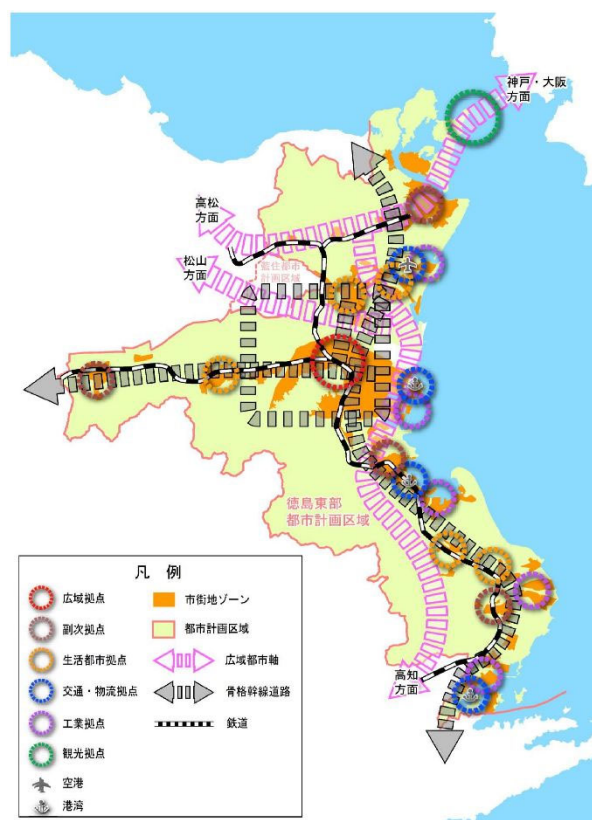 神戸・大阪
方面
高松
方面
松山
方面
藍住都市
計画区域
徳島東部
都市計画区域
高知
方面
凡 例
広域拠点
副次拠点
生活都市拠点
交通・物流拠点
工業拠点
観光拠点
空港
港湾
市街地ゾーン
都市計画区域
広域都市軸
骨格幹線道路
鉄道